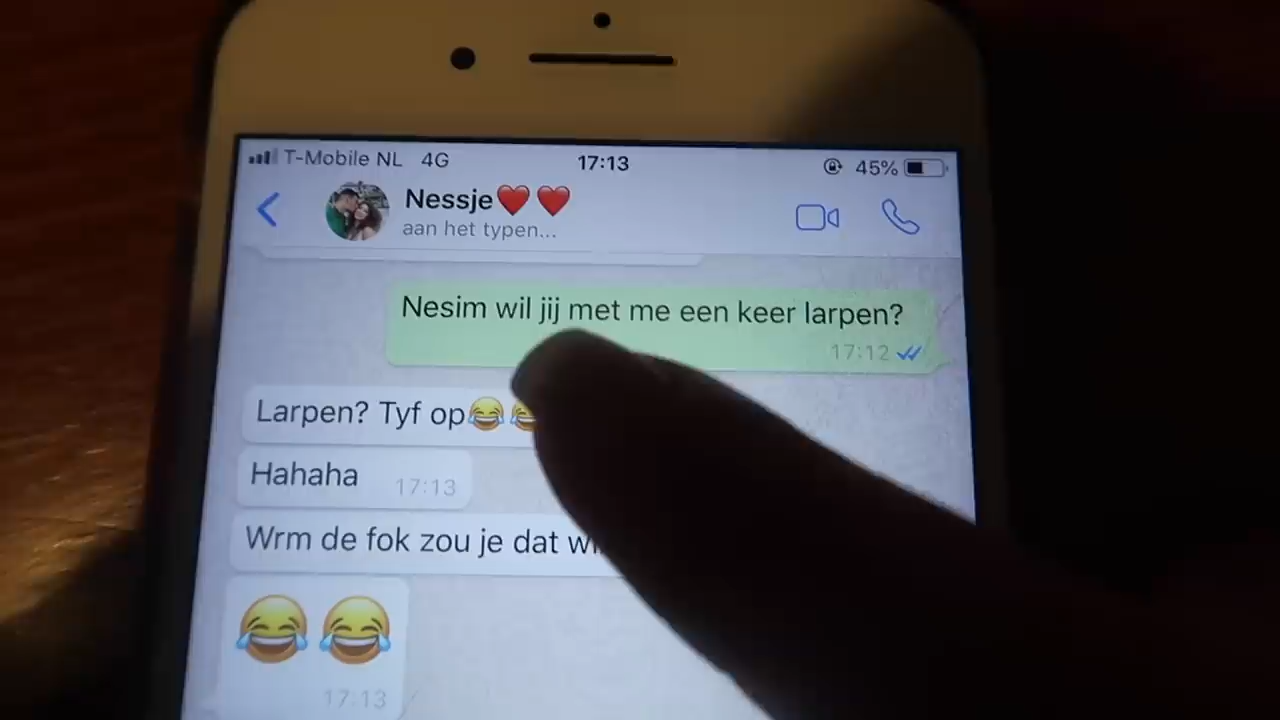 T-Mobile NL 4G 17:13 45%
Nessje❤️❤️
aan het typen...
Nesim wil jij met me een keer larpen?
17:12
Larpen? Tyf op😂😂
Hahaha 17:13
Wrm de fok zou je dat
😂😂
17:13